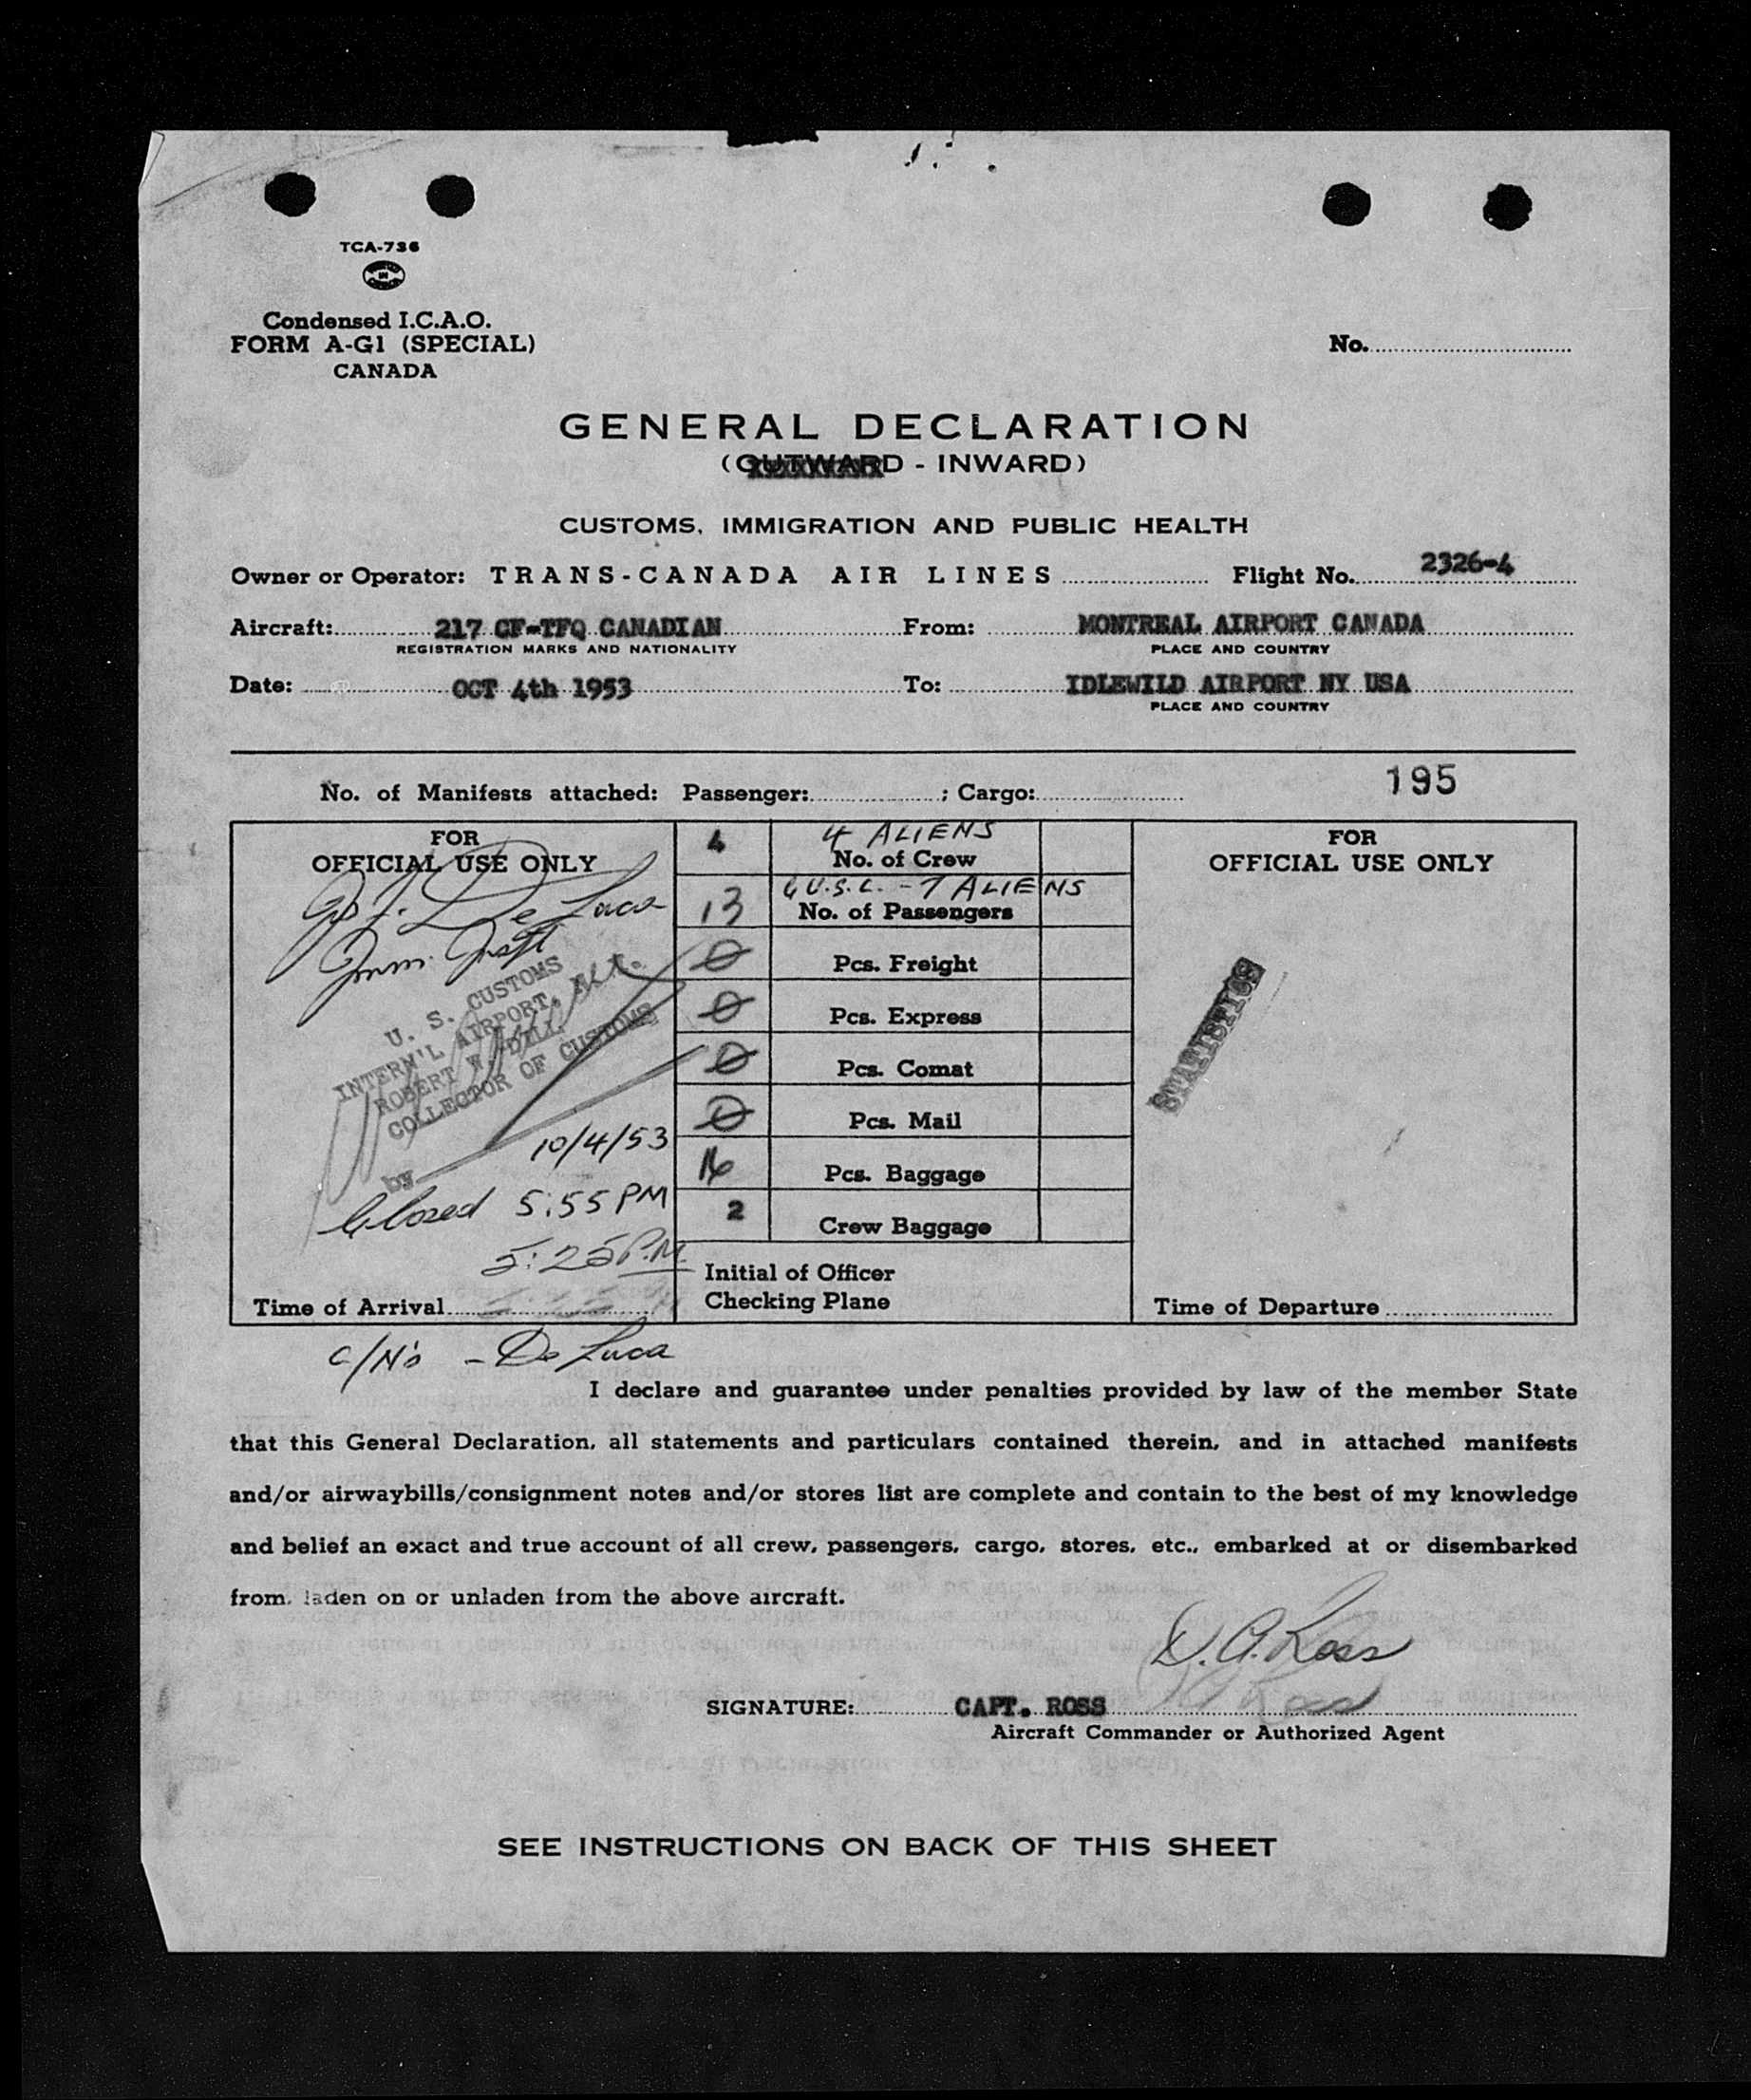 TCA-736
Condensed I.C.A.O.
FORM A-G1 (SPECIAL)
CANADA
No.
GENERAL DECLARATION
(OUTWARD - INWARD)
CUSTOMS, IMMIGRATION AND PUBLIC HEALTH
Owner or Operator: TRANS-CANADA AIR LINES Flight No. 2326-4
Aircraft: 217 CF-TFQ CANADIAN From: MONTREAL AIRPORT CANADA
REGISTRATION MARKS AND NATIONALITY PLACE AND COUNTRY
Date: OCT 4th 1953 To: IDLEWILD AIRPORT NY USA
PLACE AND COUNTRY
195
No. of Manifests attached: Passenger: ; Cargo:
FOR
OFFICIAL USE ONLY
De Luca
U. S. CUSTOMS
INTERN'L AIRPORT,
ROBERT W. DILL
COLLECTOR OF CUSTOMS
10/4/53
by
Closed 5:55 PM
5:25 P.M.
Time of Arrival
4 4 ALIENS
No. of Crew
6 U.S.C. - 7 ALIENS
13 No. of Passengers
0 Pcs. Freight
0 Pcs. Express
0 Pcs. Comat
0 Pcs. Mail
16 Pcs. Baggage
2 Crew Baggage
Initial of Officer
Checking Plane
FOR
OFFICIAL USE ONLY
STATISTICS
Time of Departure
C/N's - De Luca
I declare and guarantee under penalties provided by law of the member State
that this General Declaration, all statements and particulars contained therein, and in attached manifests
and/or airwaybills/consignment notes and/or stores list are complete and contain to the best of my knowledge
and belief an exact and true account of all crew, passengers, cargo, stores, etc., embarked at or disembarked
from, laden on or unladen from the above aircraft.
D. A. Ross
SIGNATURE: CAPT. ROSS
Aircraft Commander or Authorized Agent
SEE INSTRUCTIONS ON BACK OF THIS SHEET